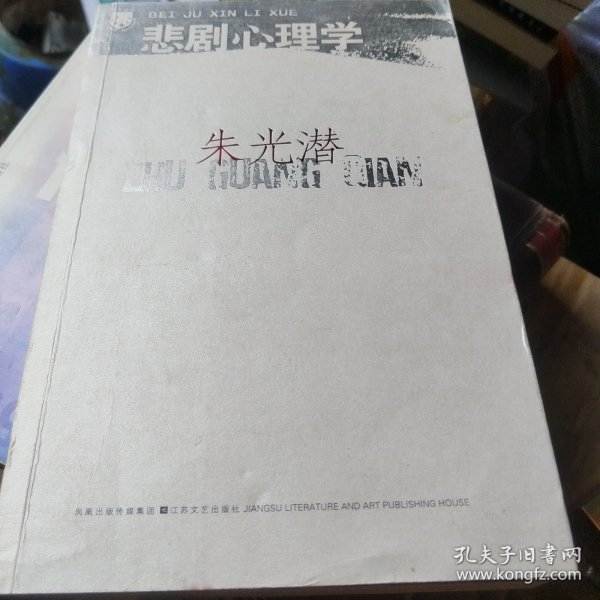 BEI JU XIN LI XUE
悲剧心理学
朱光潜
ZHU GUANG QIAN
凤凰出版传媒集团 江苏文艺出版社 JIANGSU LITERATURE AND ART PUBLISHING HOUSE
孔夫子旧书网
www.kongfz.com